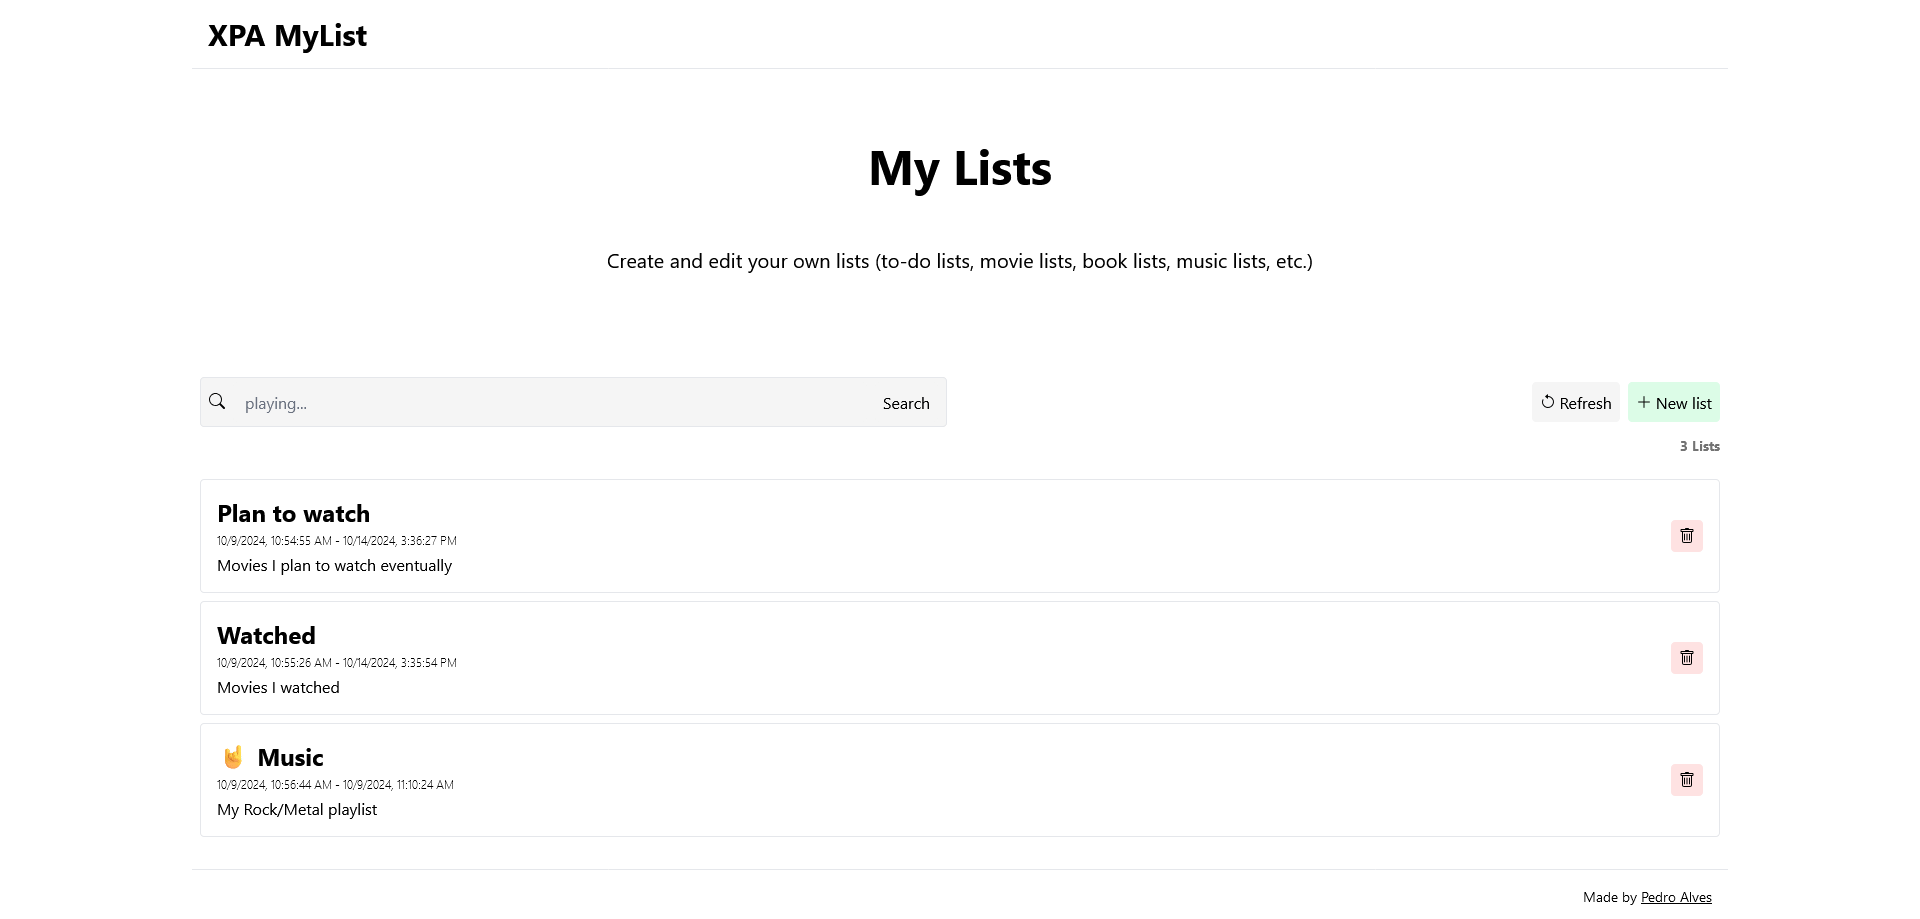 XPA MyList
My Lists
Create and edit your own lists (to-do lists, movie lists, book lists, music lists, etc.)
playing... Search Refresh New list
3 Lists
Plan to watch
10/9/2024, 10:54:55 AM - 10/14/2024, 3:36:27 PM
Movies I plan to watch eventually
Watched
10/9/2024, 10:55:26 AM - 10/14/2024, 3:35:54 PM
Movies I watched
🤘 Music
10/9/2024, 10:56:44 AM - 10/9/2024, 11:10:24 AM
My Rock/Metal playlist
Made by Pedro Alves